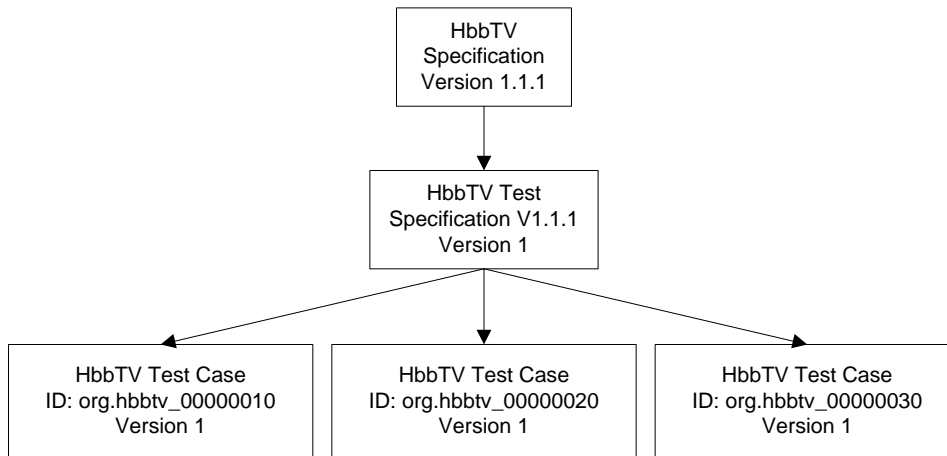 HbbTV
Specification
Version 1.1.1
HbbTV Test
Specification V1.1.1
Version 1
HbbTV Test Case
ID: org.hbbtv_00000010
Version 1
HbbTV Test Case
ID: org.hbbtv_00000020
Version 1
HbbTV Test Case
ID: org.hbbtv_00000030
Version 1